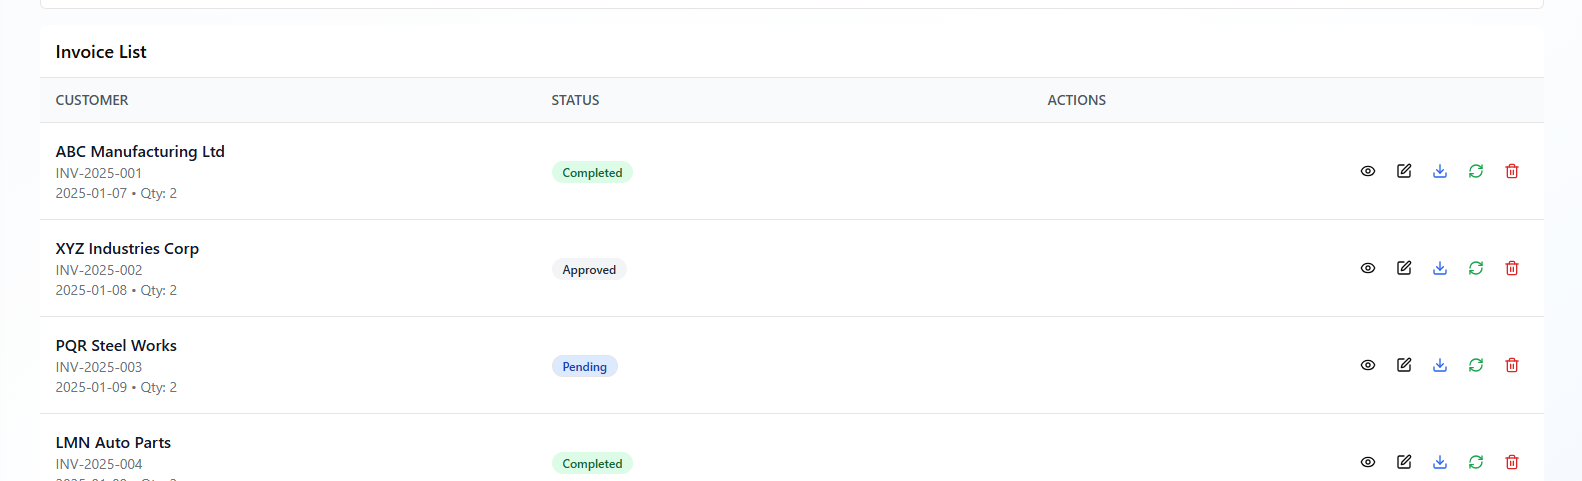 Invoice List
CUSTOMER STATUS ACTIONS
ABC Manufacturing Ltd
INV-2025-001
2025-01-07 • Qty: 2
Completed
XYZ Industries Corp
INV-2025-002
2025-01-08 • Qty: 2
Approved
PQR Steel Works
INV-2025-003
2025-01-09 • Qty: 2
Pending
LMN Auto Parts
INV-2025-004
Completed